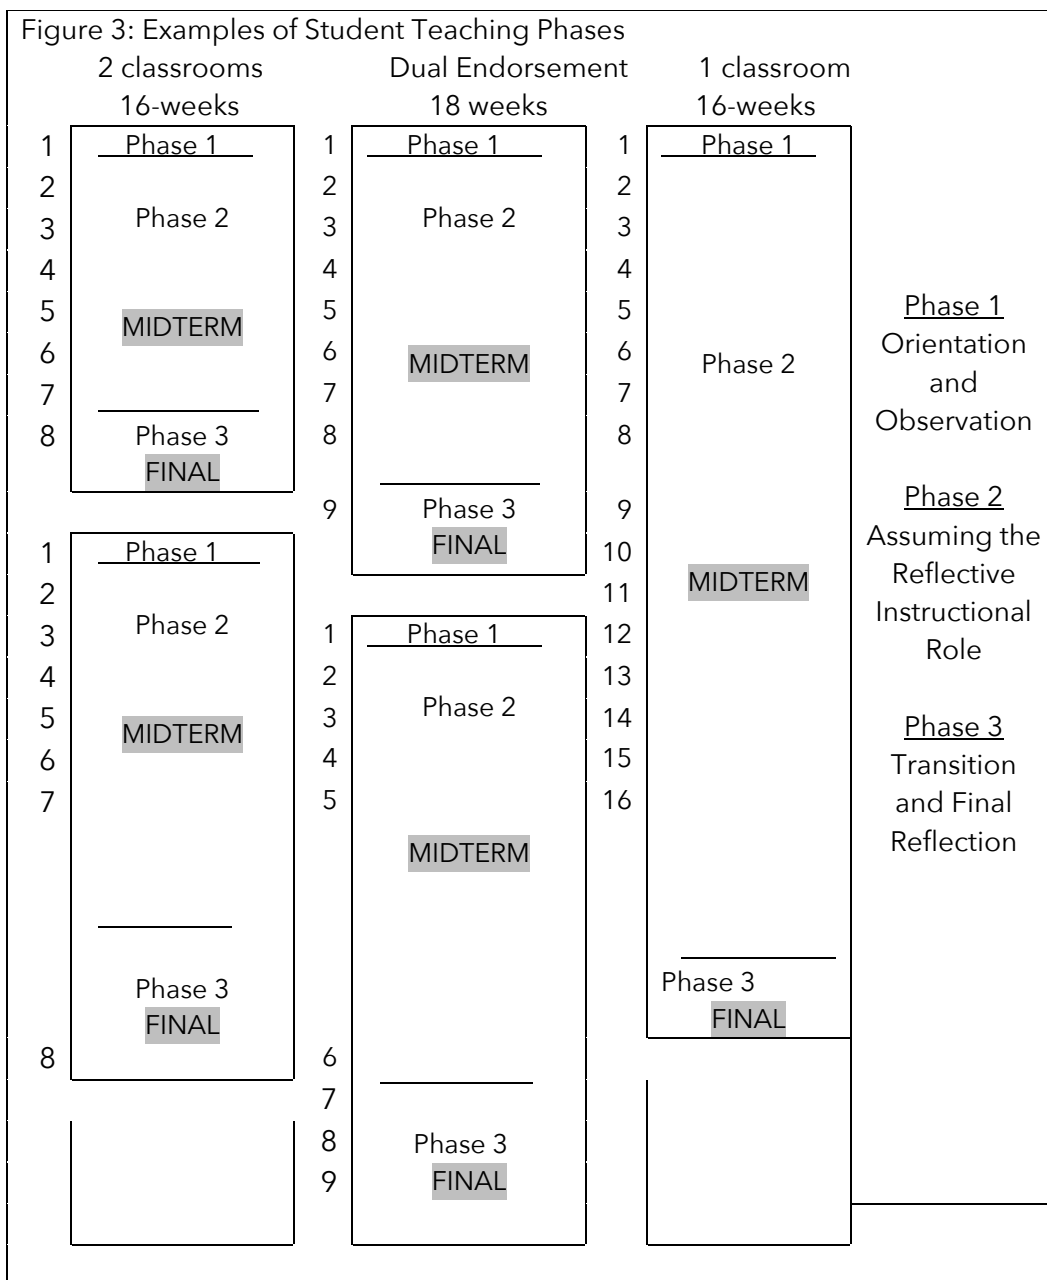 Figure 3: Examples of Student Teaching Phases
2 classrooms
16-weeks
1
Phase 1
2
3
Phase 2
4
5
MIDTERM
6
7
8
Phase 3
FINAL
1
Phase 1
2
3
Phase 2
4
5
MIDTERM
6
7
Phase 3
FINAL
8
Dual Endorsement
18 weeks
1
Phase 1
2
3
Phase 2
4
5
6
MIDTERM
7
8
9
Phase 3
FINAL
1
Phase 1
2
3
Phase 2
4
5
MIDTERM
6
7
8
Phase 3
9
FINAL
1 classroom
16-weeks
1
Phase 1
2
3
4
5
6
Phase 2
7
8
9
10
11
MIDTERM
12
13
14
15
16
Phase 3
FINAL
Phase 1
Orientation
and
Observation
Phase 2
Assuming the
Reflective
Instructional
Role
Phase 3
Transition
and Final
Reflection